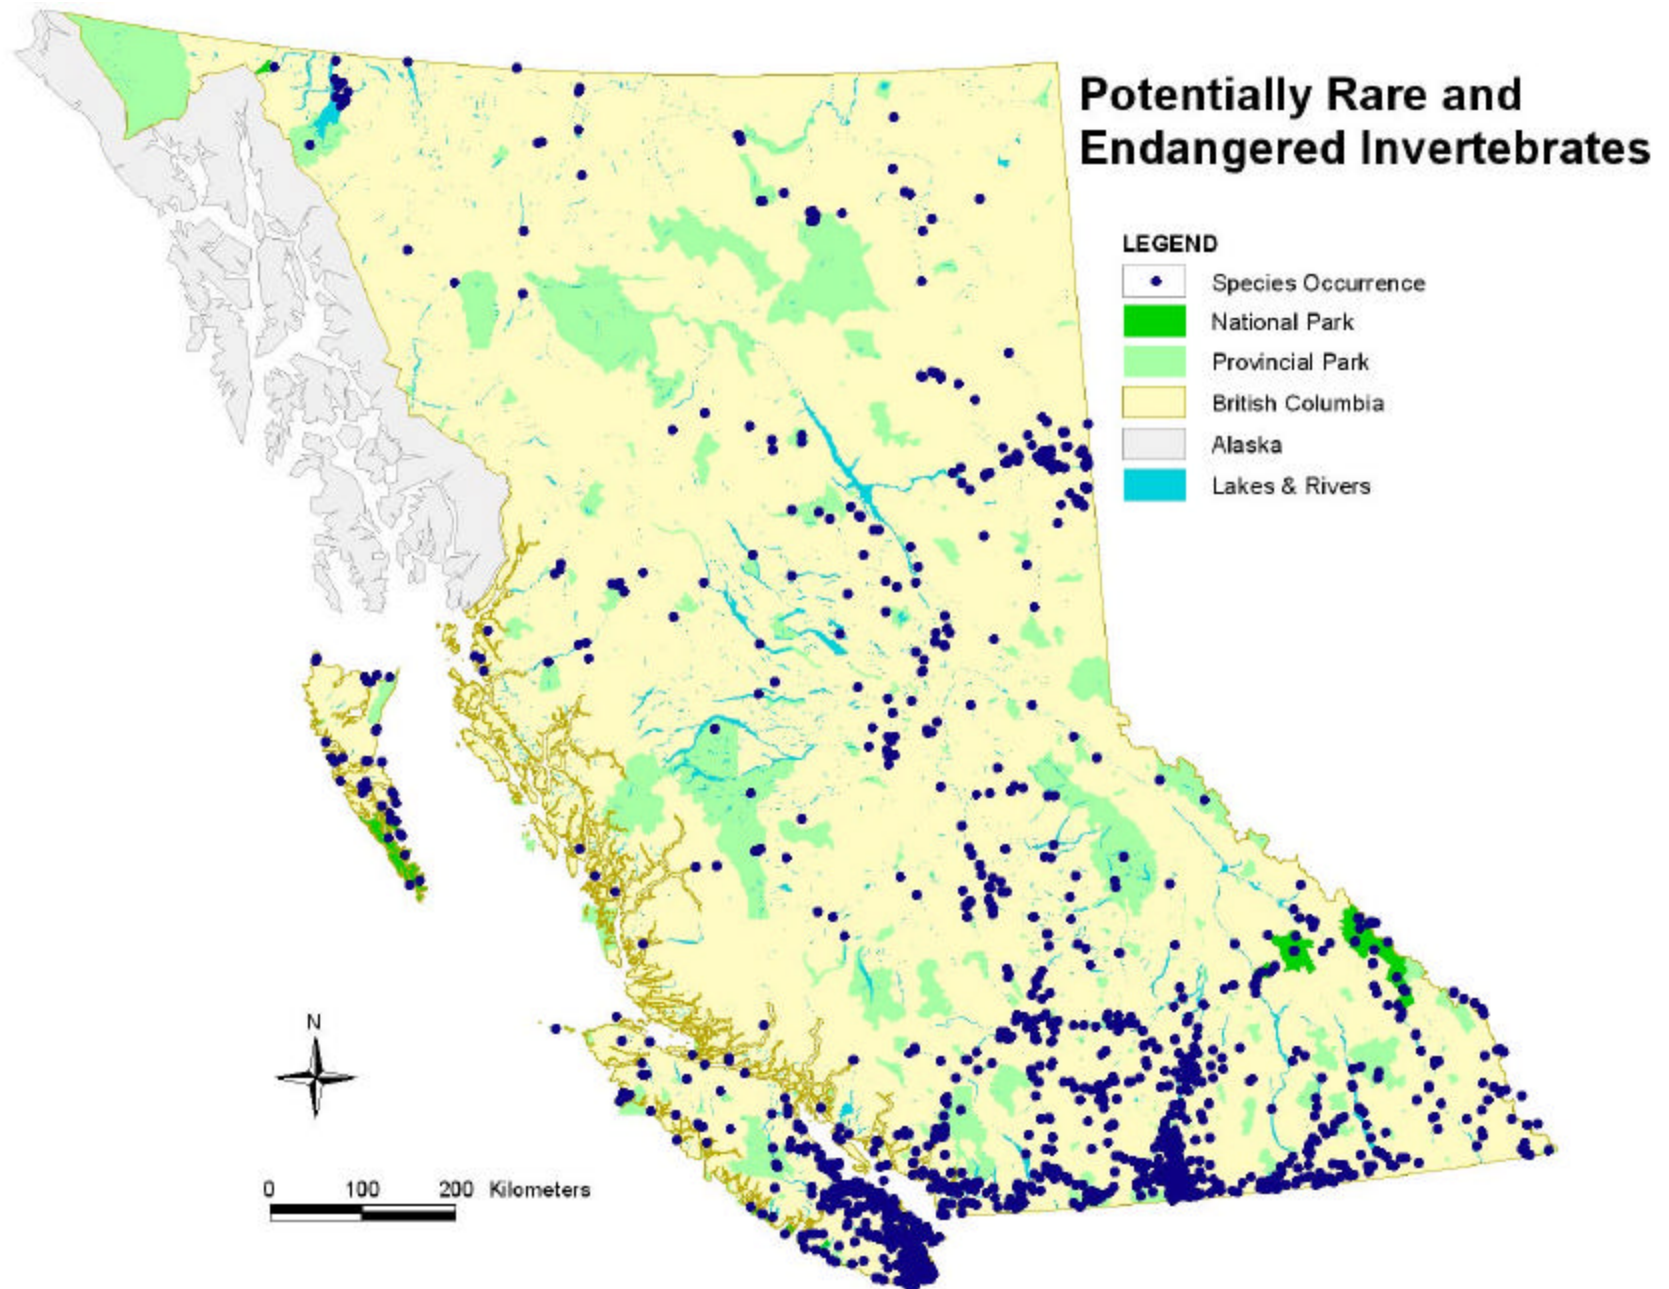 Potentially Rare and
Endangered Invertebrates
LEGEND
Species Occurrence
National Park
Provincial Park
British Columbia
Alaska
Lakes & Rivers
N
0 100 200 Kilometers